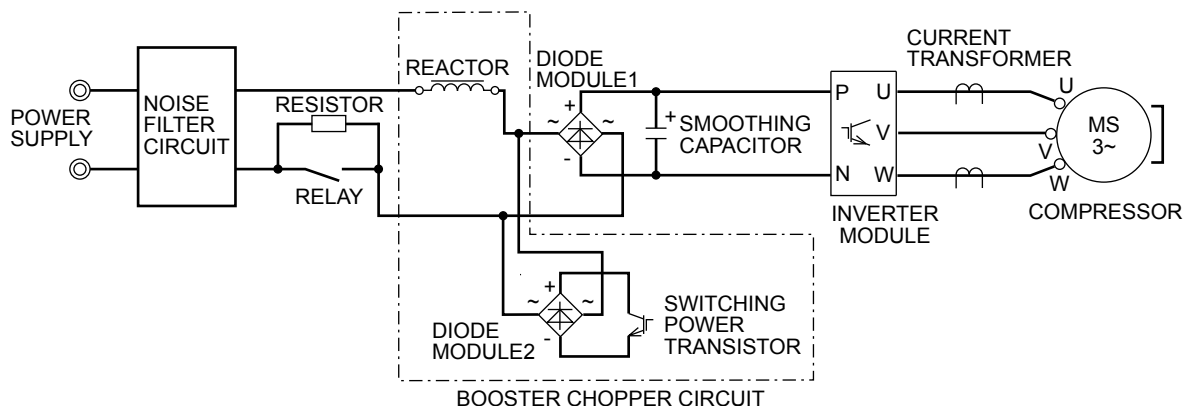 POWER
SUPPLY
NOISE
FILTER
CIRCUIT
RESISTOR
RELAY
REACTOR
DIODE
MODULE1
+
~
~
-
+
SMOOTHING
CAPACITOR
P
U
V
N
W
INVERTER
MODULE
CURRENT
TRANSFORMER
U
V
W
MS
3~
COMPRESSOR
+
~
~
-
DIODE
MODULE2
SWITCHING
POWER
TRANSISTOR
BOOSTER CHOPPER CIRCUIT